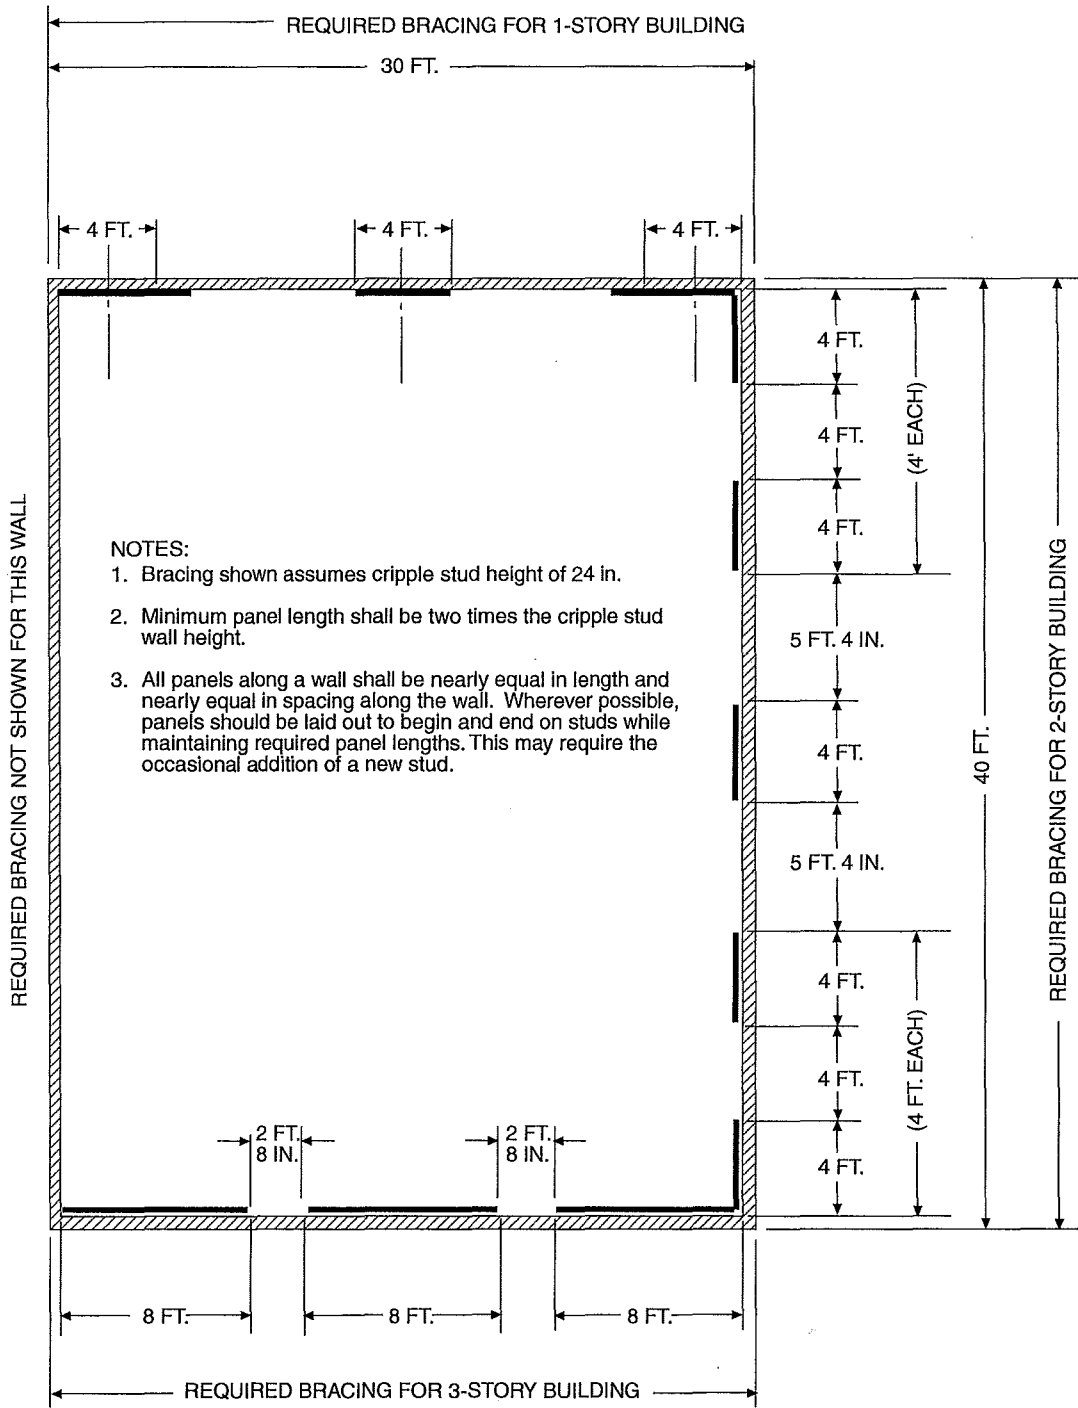 REQUIRED BRACING FOR 1-STORY BUILDING
30 FT.
4 FT.
4 FT.
4 FT.
4 FT.
4 FT.
4 FT.
5 FT. 4 IN.
4 FT.
5 FT. 4 IN.
4 FT.
4 FT.
4 FT.
(4' EACH)
(4 FT. EACH)
40 FT.
REQUIRED BRACING FOR 2-STORY BUILDING
REQUIRED BRACING NOT SHOWN FOR THIS WALL
NOTES:
1. Bracing shown assumes cripple stud height of 24 in.
2. Minimum panel length shall be two times the cripple stud
wall height.
3. All panels along a wall shall be nearly equal in length and
nearly equal in spacing along the wall. Wherever possible,
panels should be laid out to begin and end on studs while
maintaining required panel lengths. This may require the
occasional addition of a new stud.
2 FT.
8 IN.
2 FT.
8 IN.
8 FT.
8 FT.
8 FT.
REQUIRED BRACING FOR 3-STORY BUILDING